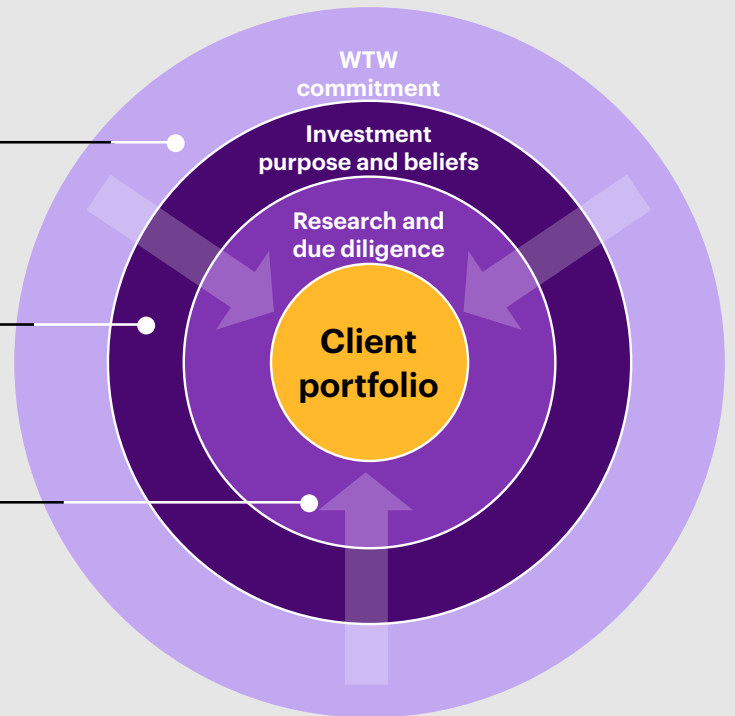 WTW
commitment
Investment
purpose and beliefs
Research and
due diligence
Client
portfolio